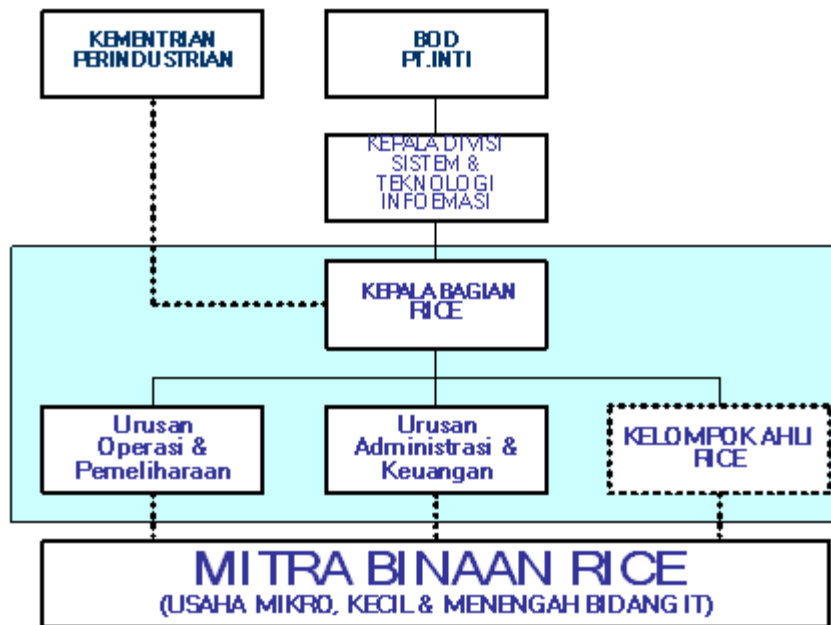 KEMENTRIAN
PERINDUSTRIAN
BOD
PT.INTI
KEPALA DIVISI
SISTEM &
TEKNOLOGI
INFOEMASI
KEPALA BAGIAN
RICE
Urusan
Operasi &
Pemeliharaan
Urusan
Administrasi &
Keuangan
KELOMPOK AHLI
RICE
MITRA BINAAN RICE
(USAHA MIKRO, KECIL & MENENGAH BIDANG IT)